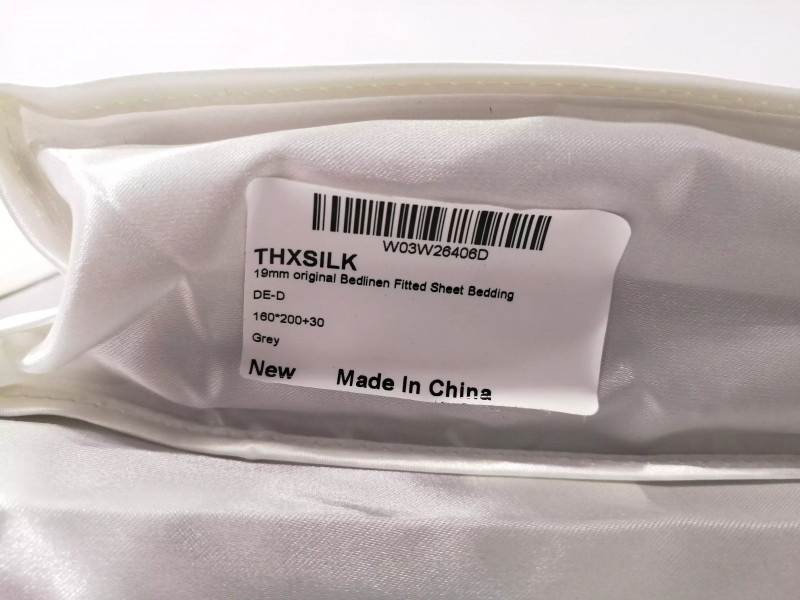 W03W26406D
THXSILK
19mm original Bedlinen Fitted Sheet Bedding
DE-D
160*200+30
Grey
New Made In China